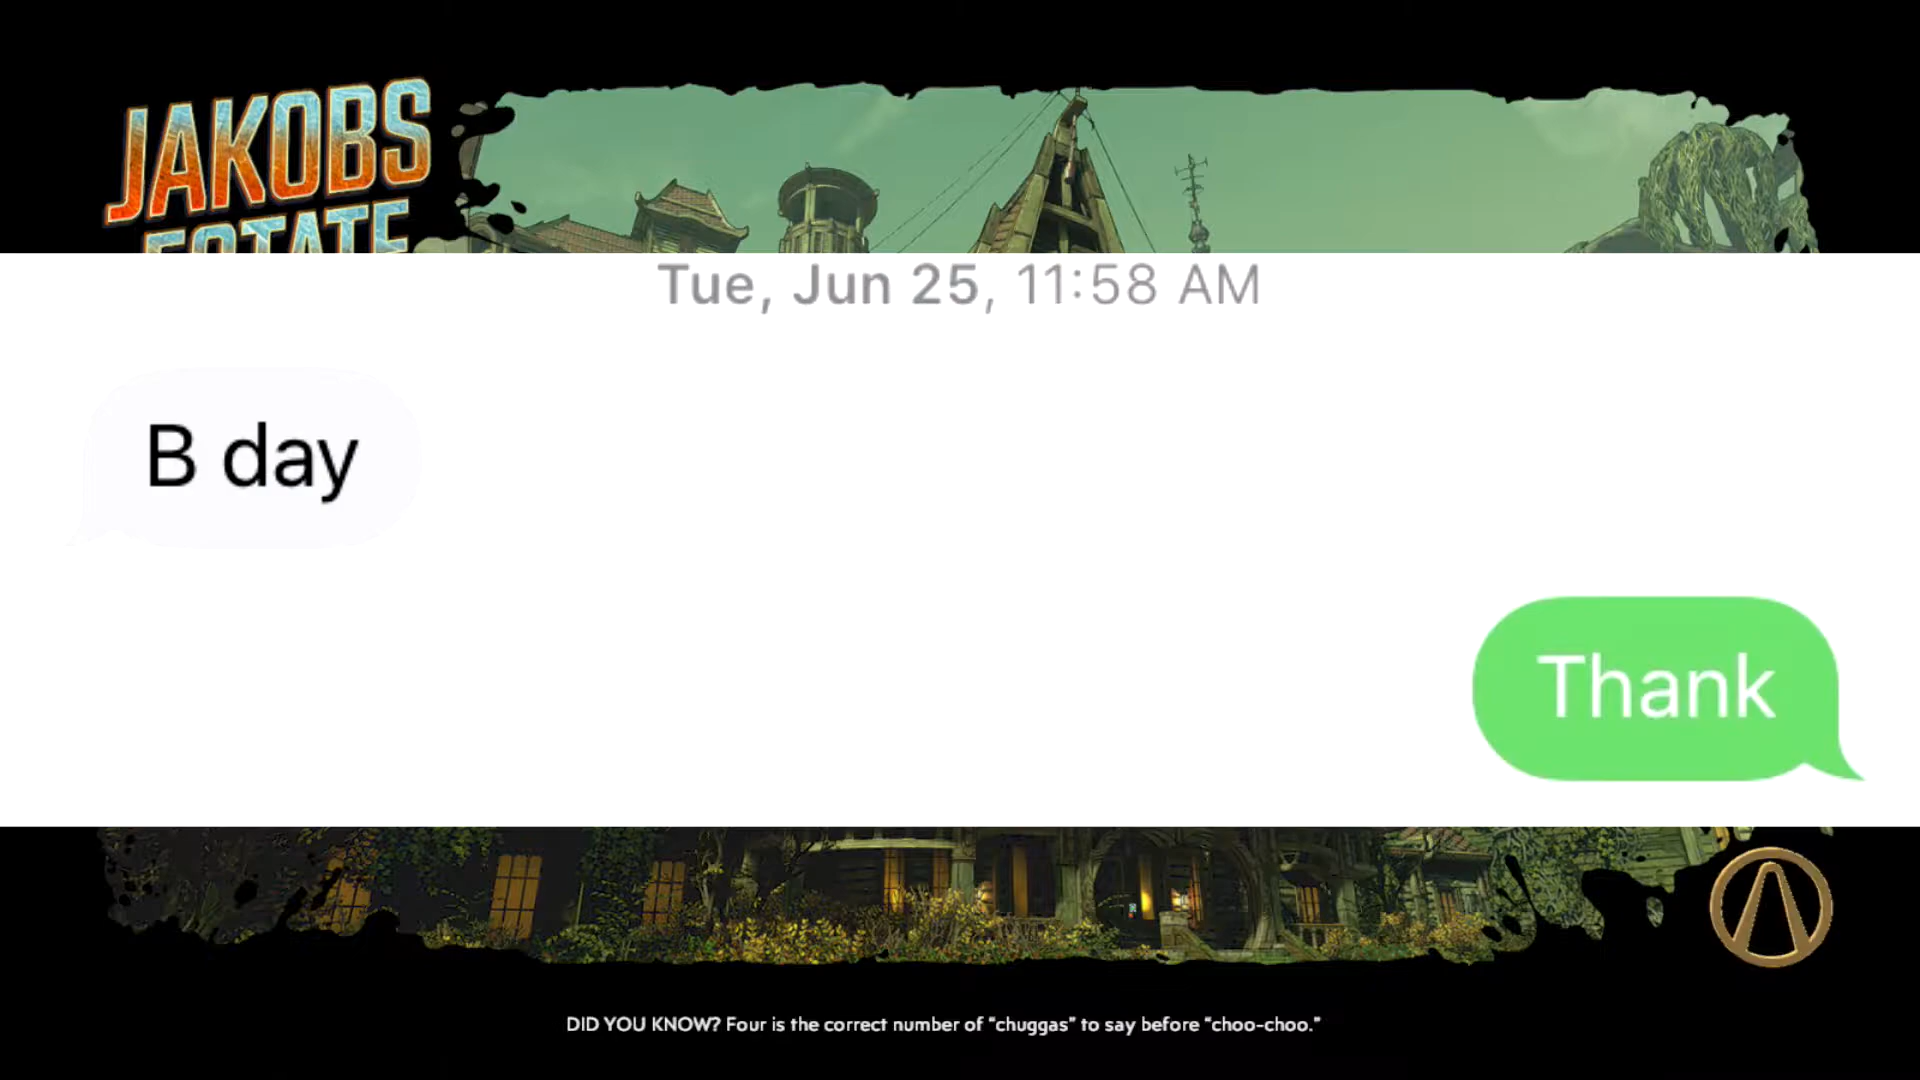 JAKOBS
ESTATE
Tue, Jun 25, 11:58 AM
B day
Thank
DID YOU KNOW? Four is the correct number of “chuggas” to say before “choo-choo.”